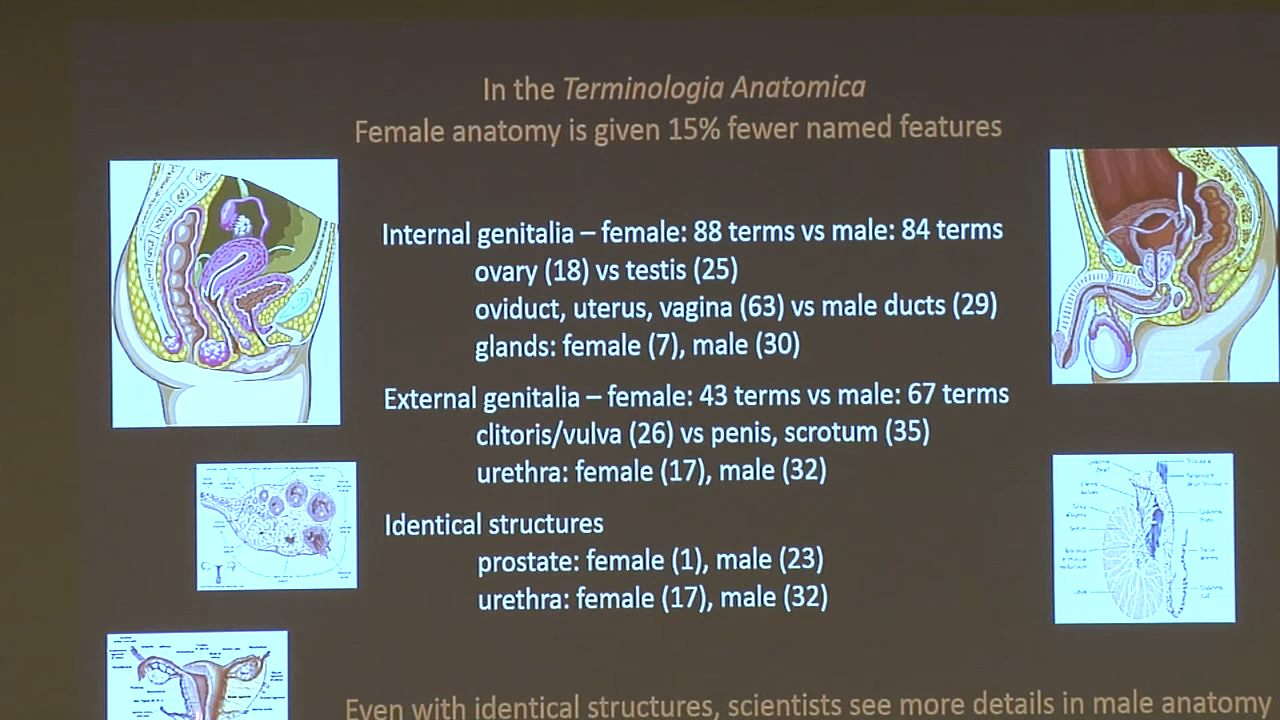 In the Terminologia Anatomica
Female anatomy is given 15% fewer named features
Internal genitalia – female: 88 terms vs male: 84 terms
ovary (18) vs testis (25)
oviduct, uterus, vagina (63) vs male ducts (29)
glands: female (7), male (30)
External genitalia – female: 43 terms vs male: 67 terms
clitoris/vulva (26) vs penis, scrotum (35)
urethra: female (17), male (32)
Identical structures
prostate: female (1), male (23)
urethra: female (17), male (32)
Even with identical structures, scientists see more details in male anatomy